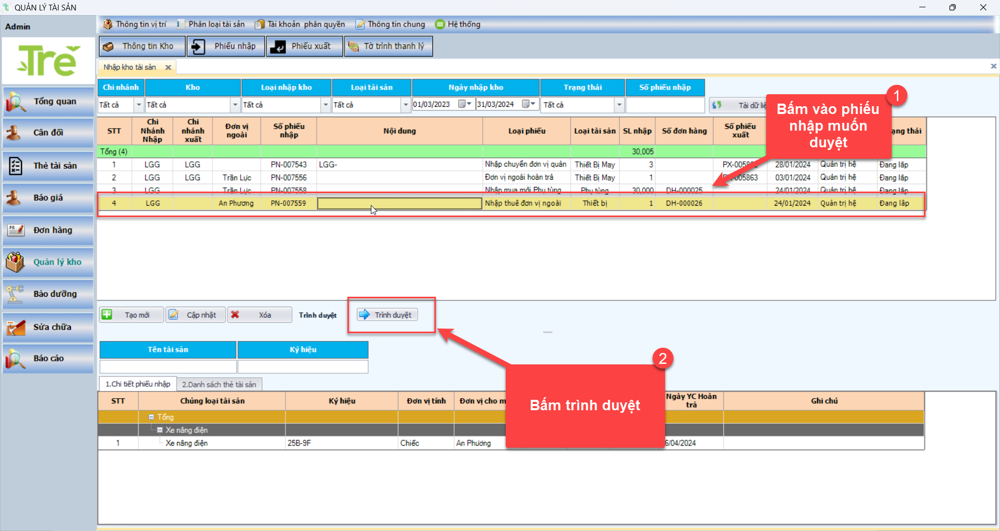 QUẢN LÝ TÀI SẢN
Admin
Thông tin vị trí Phân loại tài sản Tài khoản phân quyền Thông tin chung Hệ thống
Tre
Thông tin Kho Phiếu nhập Phiếu xuất Tờ trình thanh lý
Nhập kho tài sản
Tổng quan
Cân đối
Thẻ tài sản
Báo giá
PO
Đơn hàng
Quản lý kho
Bảo dưỡng
Sửa chữa
Báo cáo
Chi nhánh Kho Loại nhập kho Loại tài sản Ngày nhập kho Trạng thái Số phiếu nhập
Tất cả Tất cả Tất cả Tất cả 01/03/2023 31/03/2024 Tất cả Tải dữ liệ
1
Bấm vào phiếu
nhập muốn
duyệt
STT Chi Nhánh Nhập Chi nhánh xuất Đơn vị ngoài Số phiếu nhập Nội dung Loại phiếu Loại tài sản SL nhập Số đơn hàng Số phiếu xuất ạng thái
Tổng (4) 30,005
1 LGG LGG PN-007543 LGG- Nhập chuyển đơn vị quản Thiết Bị May 3 28/01/2024 Quản trị hệ Đang lập
2 LGG LGG Trần Lực PN-007556 Đơn vị ngoài hoàn trả Thiết Bị May 1 005863 03/01/2024 Quản trị hệ Đang lập
3 LGG Trần Lực PN-007558 Nhập mua mới Phụ tùng Phụ tùng 30,000 DH-000025 24/01/2024 Quản trị hệ Đang lập
4 LGG An Phương PN-007559 Nhập thuê đơn vị ngoài Thiết bị 1 DH-000026 24/01/2024 Quản trị hệ Đang lập
Tạo mới Cập nhật Xóa Trình duyệt Trình duyệt
2
Bấm trình duyệt
Tên tài sản Ký hiệu
1.Chi tiết phiếu nhập 2.Danh sách thẻ tài sản
STT Chủng loại tài sản Ký hiệu Đơn vị tính Đơn vị cho m Ngày YC Hoàn trả Ghi chú
Tổng
Xe nâng điện
1 Xe nâng điện 25B-9F Chiếc An Phương 6/04/2024